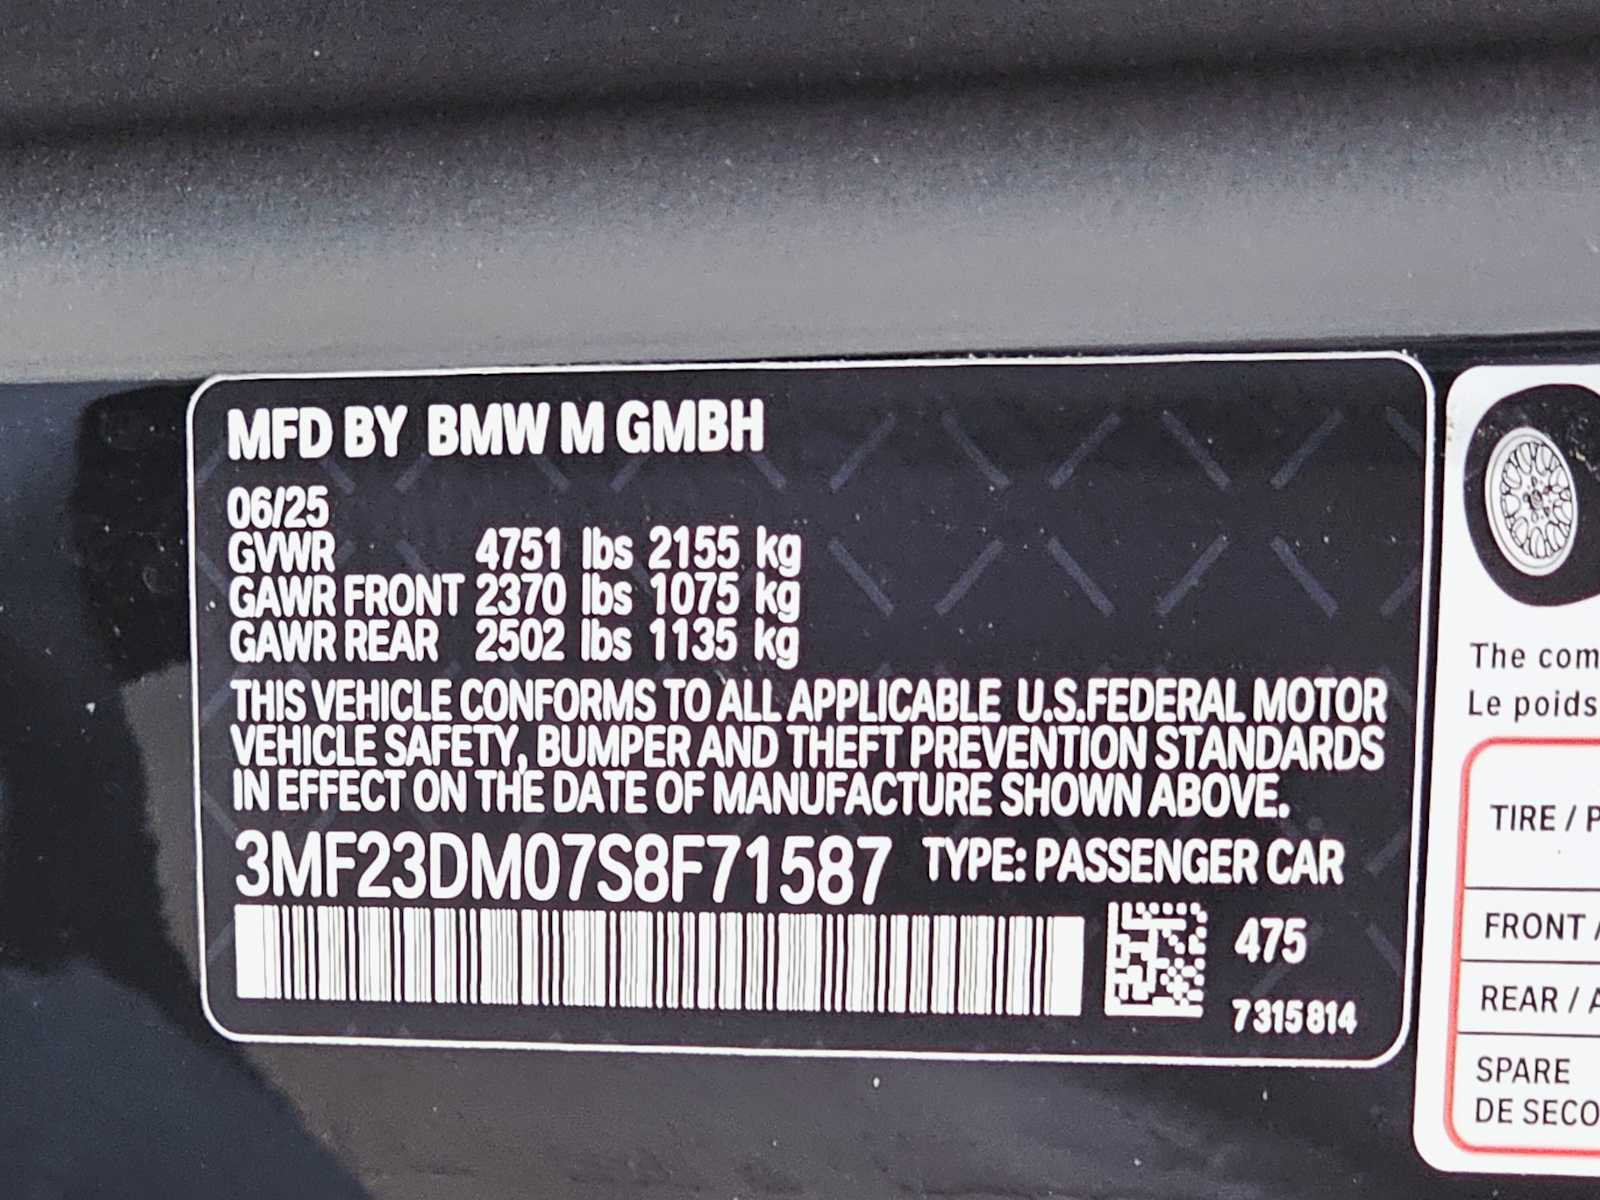 MFD BY BMW M GMBH
06/25
GVWR 4751 lbs 2155 kg
GAWR FRONT 2370 lbs 1075 kg
GAWR REAR 2502 lbs 1135 kg
THIS VEHICLE CONFORMS TO ALL APPLICABLE U.S.FEDERAL MOTOR
VEHICLE SAFETY, BUMPER AND THEFT PREVENTION STANDARDS
IN EFFECT ON THE DATE OF MANUFACTURE SHOWN ABOVE.
3MF23DM07S8F71587 TYPE: PASSENGER CAR
475
7315814
The com
Le poids
TIRE / P
FRONT /
REAR / A
SPARE
DE SECO